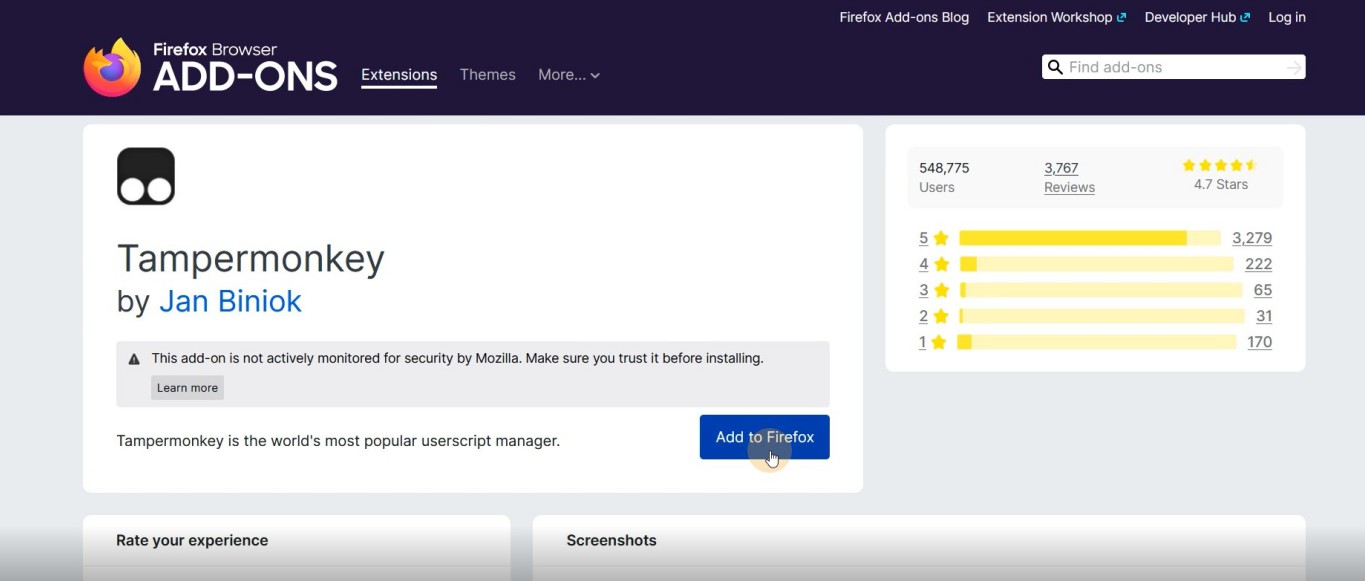 Firefox Add-ons Blog Extension Workshop Developer Hub Log in
Firefox Browser
ADD-ONS
Extensions Themes More...
Find add-ons
Tampermonkey
by Jan Biniok
This add-on is not actively monitored for security by Mozilla. Make sure you trust it before installing.
Learn more
Tampermonkey is the world's most popular userscript manager.
Add to Firefox
548,775 3,767
Users Reviews 4.7 Stars
5 3,279
4 222
3 65
2 31
1 170
Rate your experience
Screenshots